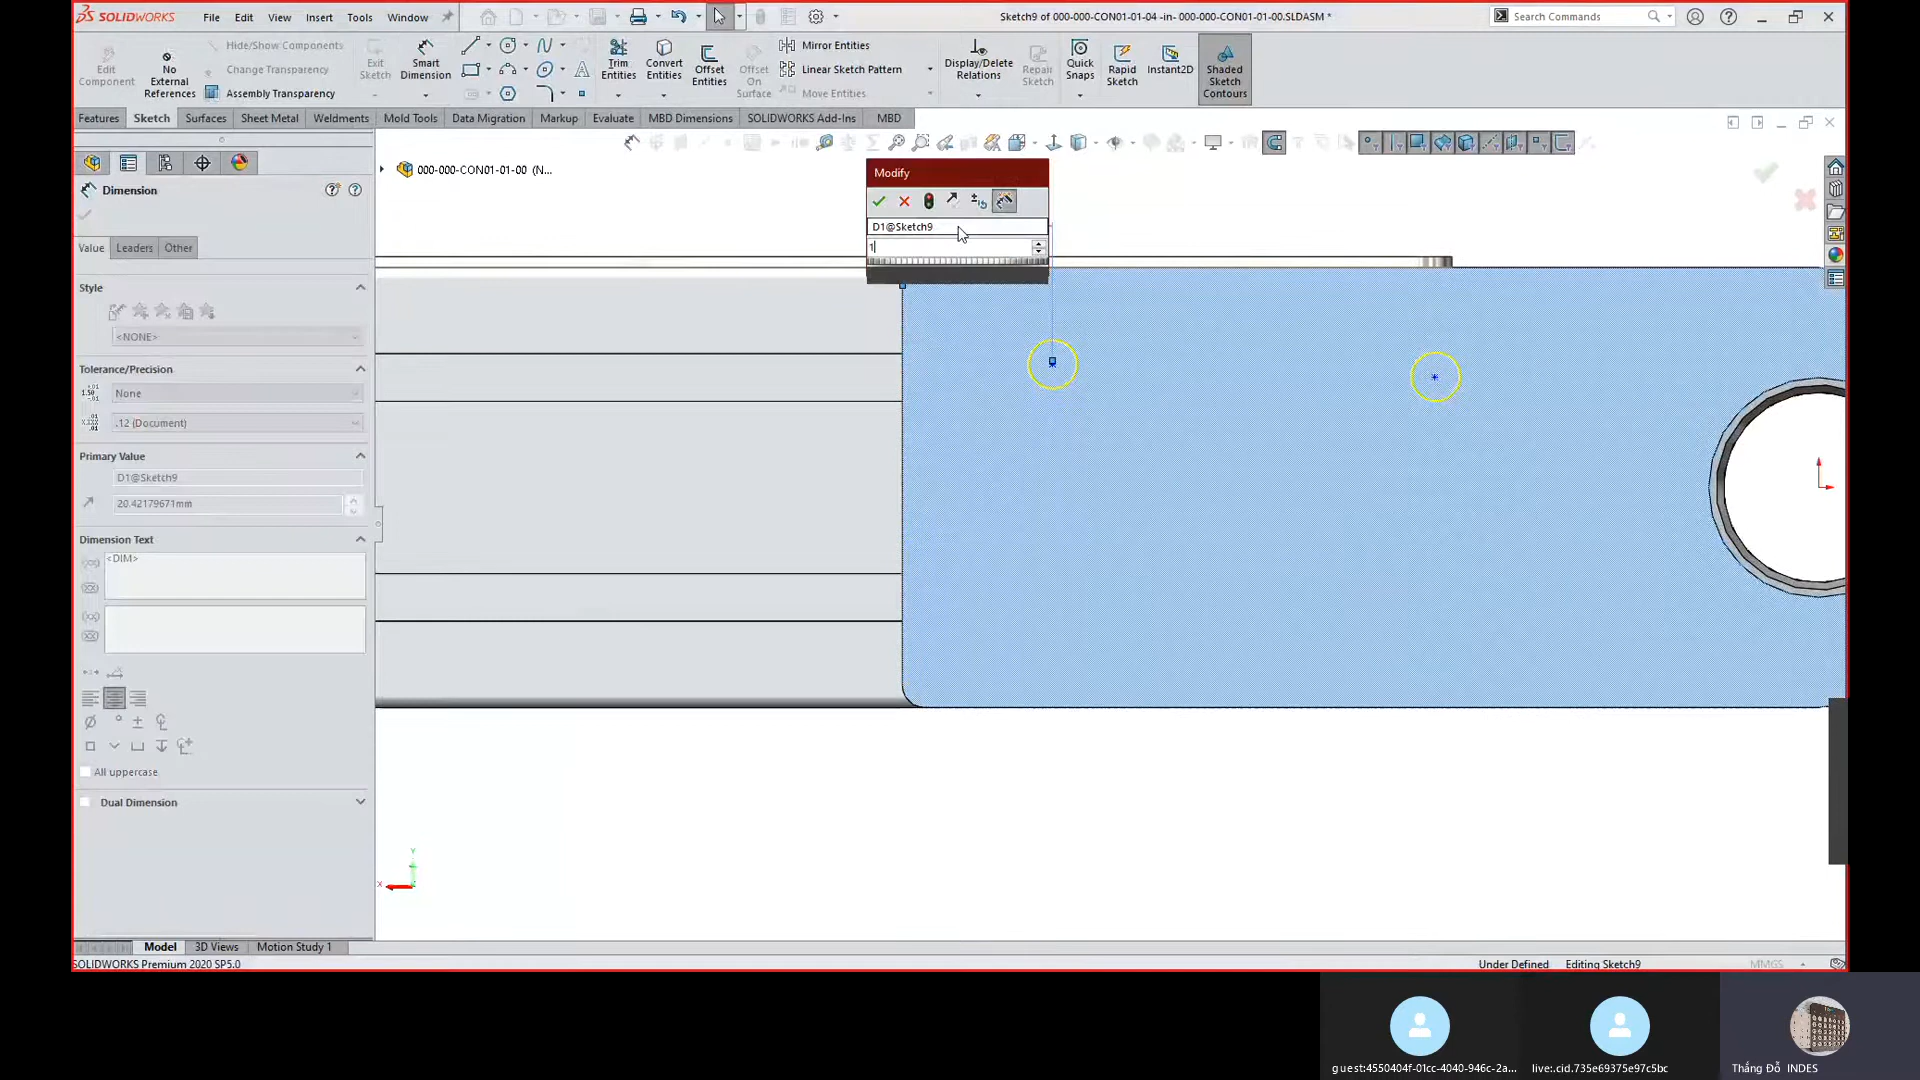 SOLIDWORKS
File
Edit
View
Insert
Tools
Window
Sketch9 of 000-000-CON01-01-04 -in- 000-000-CON01-01-00.SLDASM *
Search Commands
Edit Component
No External References
Hide/Show Components
Change Transparency
Assembly Transparency
Exit Sketch
Smart Dimension
Trim Entities
Convert Entities
Offset Entities
Offset On Surface
Mirror Entities
Linear Sketch Pattern
Move Entities
Display/Delete Relations
Repair Sketch
Quick Snaps
Rapid Sketch
Instant2D
Shaded Sketch Contours
Features
Sketch
Surfaces
Sheet Metal
Weldments
Mold Tools
Data Migration
Markup
Evaluate
MBD Dimensions
SOLIDWORKS Add-Ins
MBD
000-000-CON01-01-00 (N...
Dimension
Value
Leaders
Other
Style
<NONE>
Tolerance/Precision
None
.12 (Document)
Primary Value
D1@Sketch9
20.42179671mm
Dimension Text
<DIM>
All uppercase
Dual Dimension
Modify
D1@Sketch9
1
Y
X
Model
3D Views
Motion Study 1
SOLIDWORKS Premium 2020 SP5.0
Under Defined
Editing Sketch9
MMGS
guest:4550404f-01cc-4040-946c-2a...
live:.cid.735e69375e97c5bc
Thắng Đỗ INDES